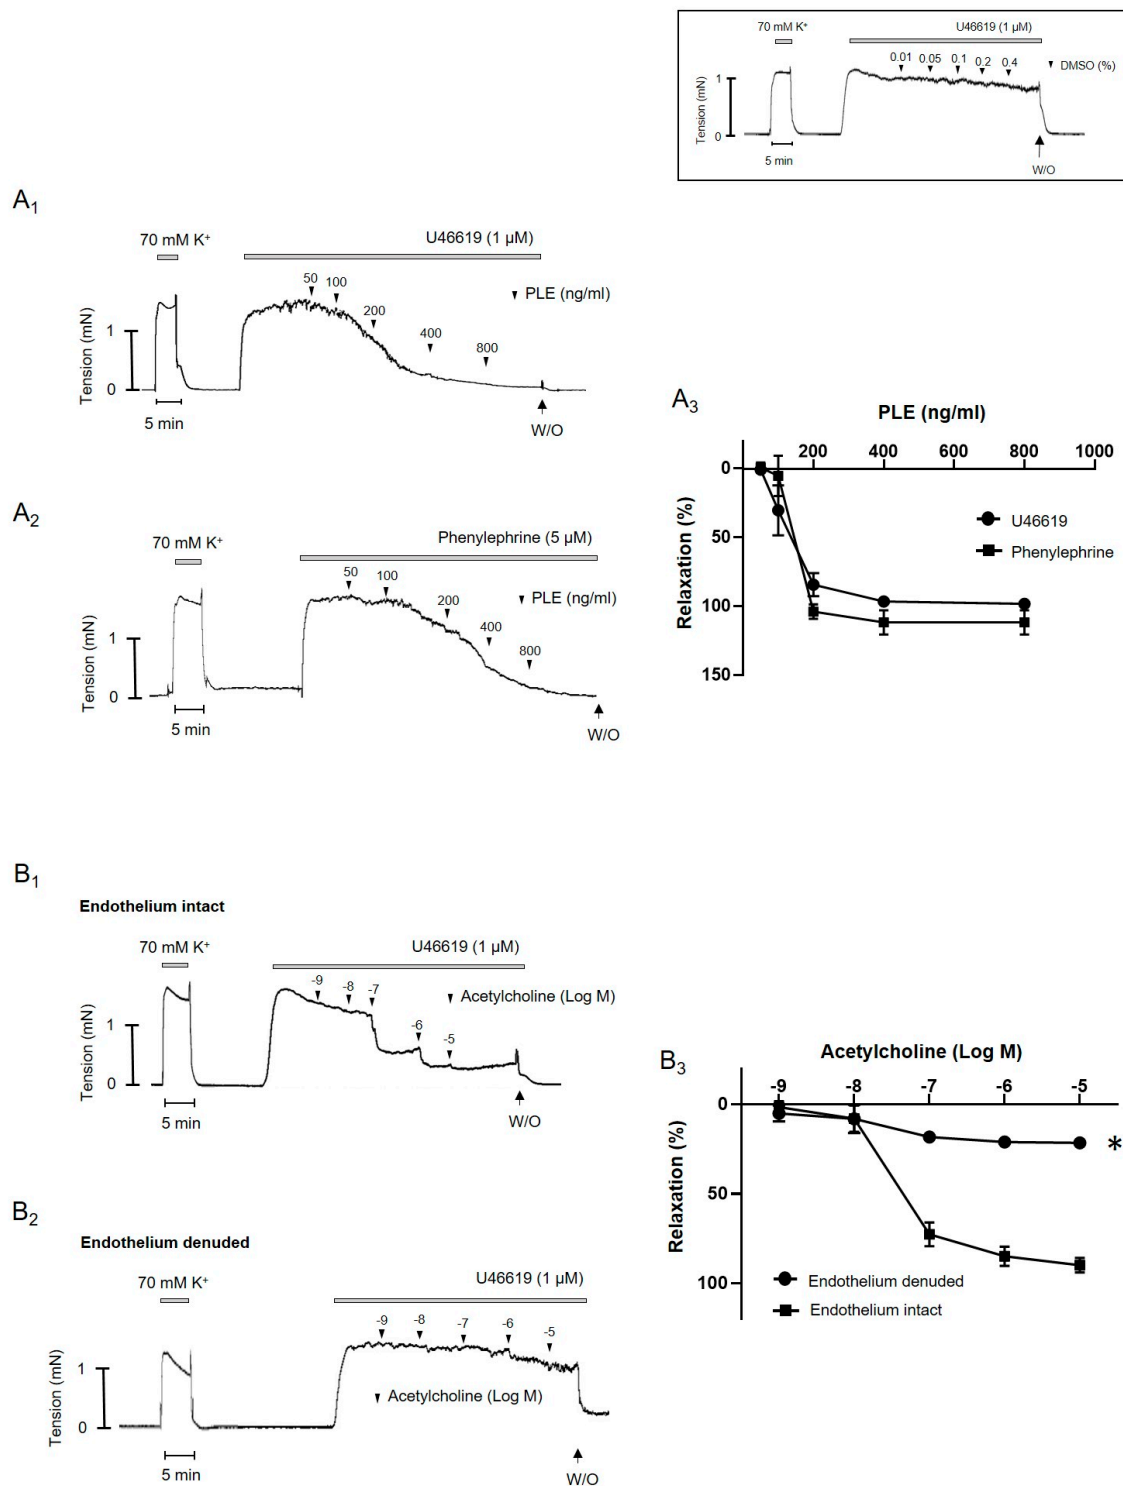 70 mM K⁺
U46619 (1 µM)
0.01 0.05 0.1 0.2 0.4
DMSO (%)
Tension (mN)
1
0
5 min
W/O
A₁
70 mM K⁺
U46619 (1 µM)
50 100
PLE (ng/ml)
200
400
800
Tension (mN)
1
0
5 min
W/O
A₂
70 mM K⁺
Phenylephrine (5 µM)
50 100
PLE (ng/ml)
200
400
800
Tension (mN)
1
0
5 min
W/O
A₃
PLE (ng/ml)
200 400 600 800 1000
0
50
100
150
Relaxation (%)
U46619
Phenylephrine
B₁
Endothelium intact
70 mM K⁺
U46619 (1 µM)
-9 -8 -7
Acetylcholine (Log M)
-6
-5
Tension (mN)
1
0
5 min
W/O
B₂
Endothelium denuded
70 mM K⁺
U46619 (1 µM)
-9 -8 -7 -6 -5
Acetylcholine (Log M)
Tension (mN)
1
0
5 min
W/O
B₃
Acetylcholine (Log M)
-9 -8 -7 -6 -5
0
50
100
Relaxation (%)
*
Endothelium denuded
Endothelium intact